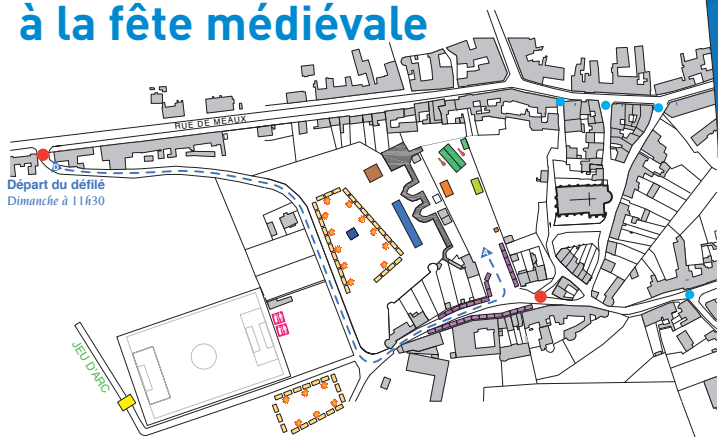 à la fête médiévale
RUE DE MEAUX
D
Départ du défilé
Dimanche à 11h30
A
JEU D'ARC